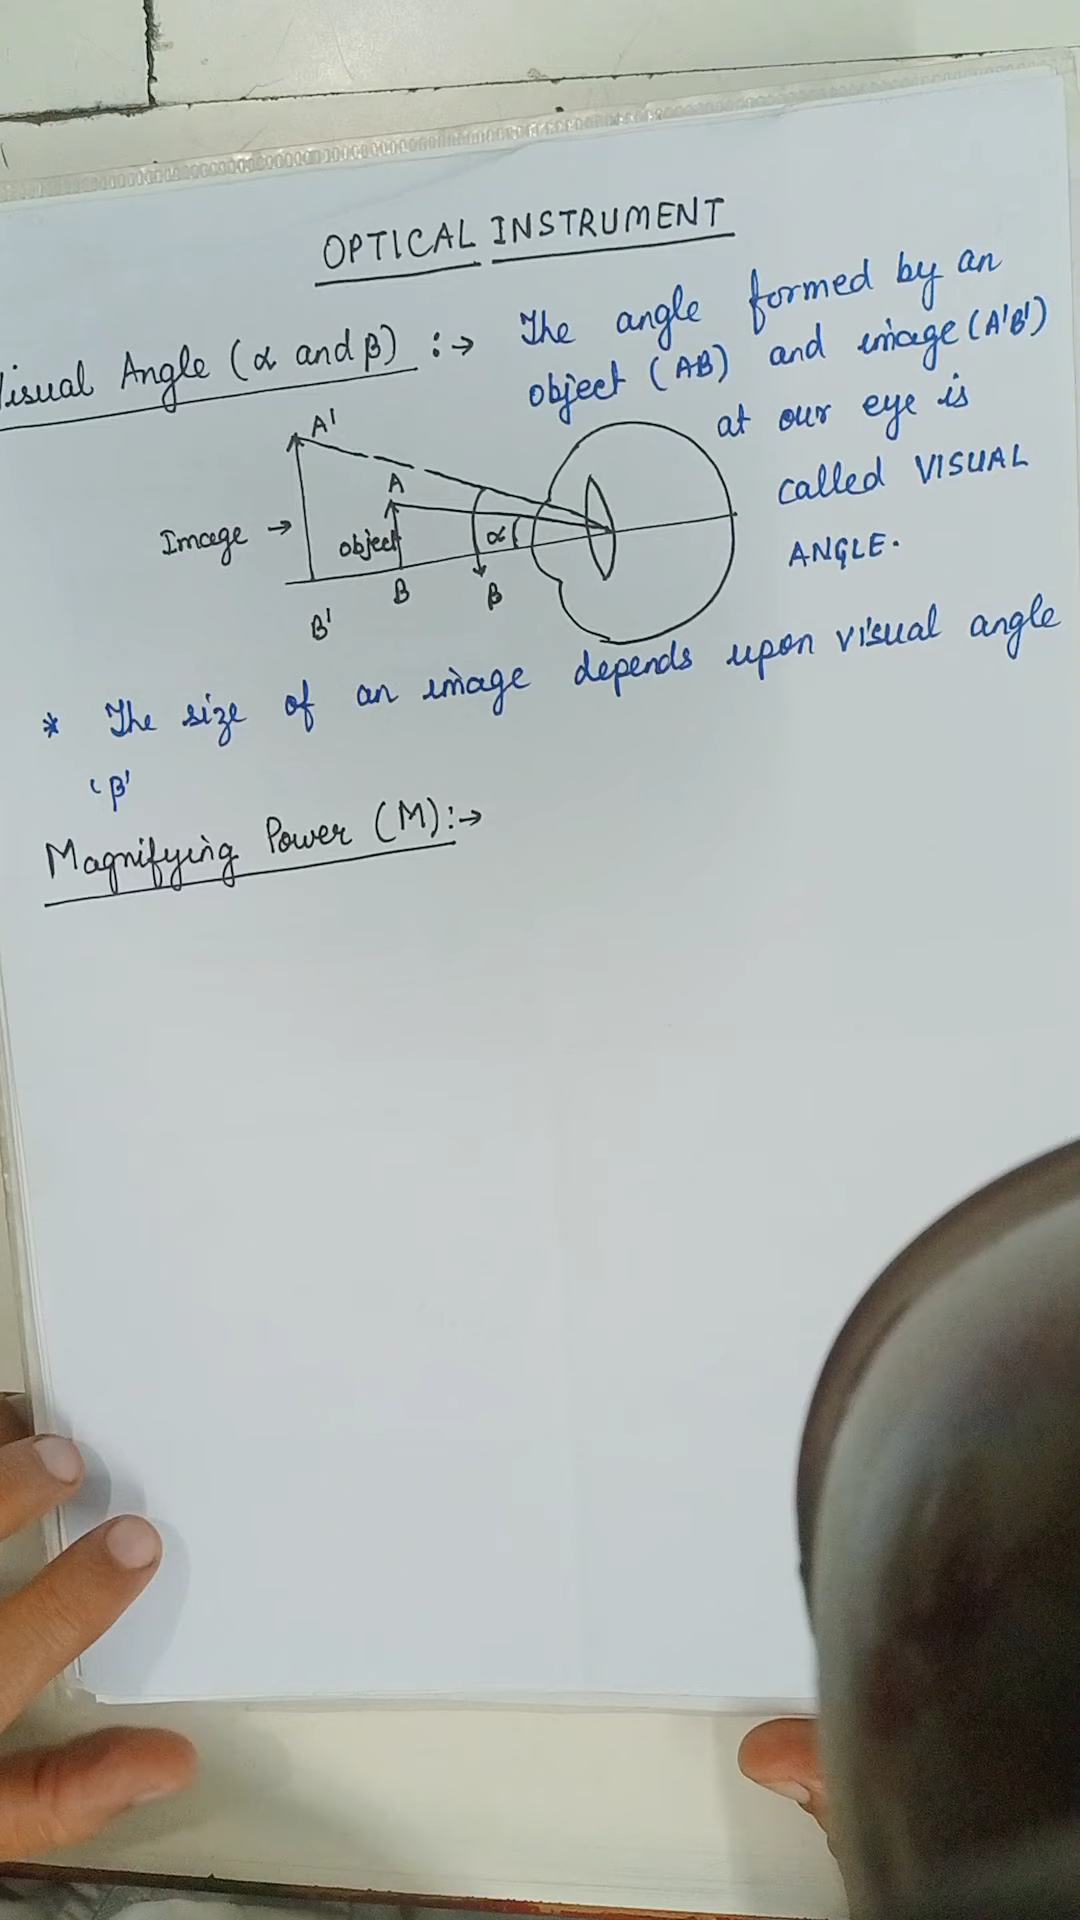 OPTICAL INSTRUMENT
Visual Angle (α and β) :→ The angle formed by an
object (AB) and image (A'B')
at our eye is
called VISUAL
ANGLE.
A'
A
Image →
object
α
B
β
B'
* The size of an image depends upon visual angle
'β'
Magnifying Power (M):→